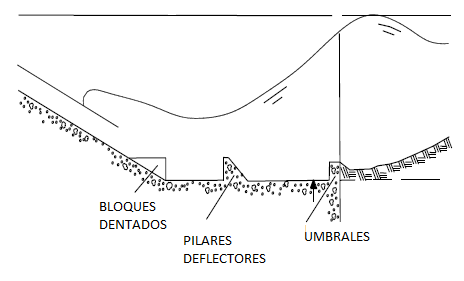 BLOQUES
DENTADOS
PILARES
DEFLECTORES
UMBRALES